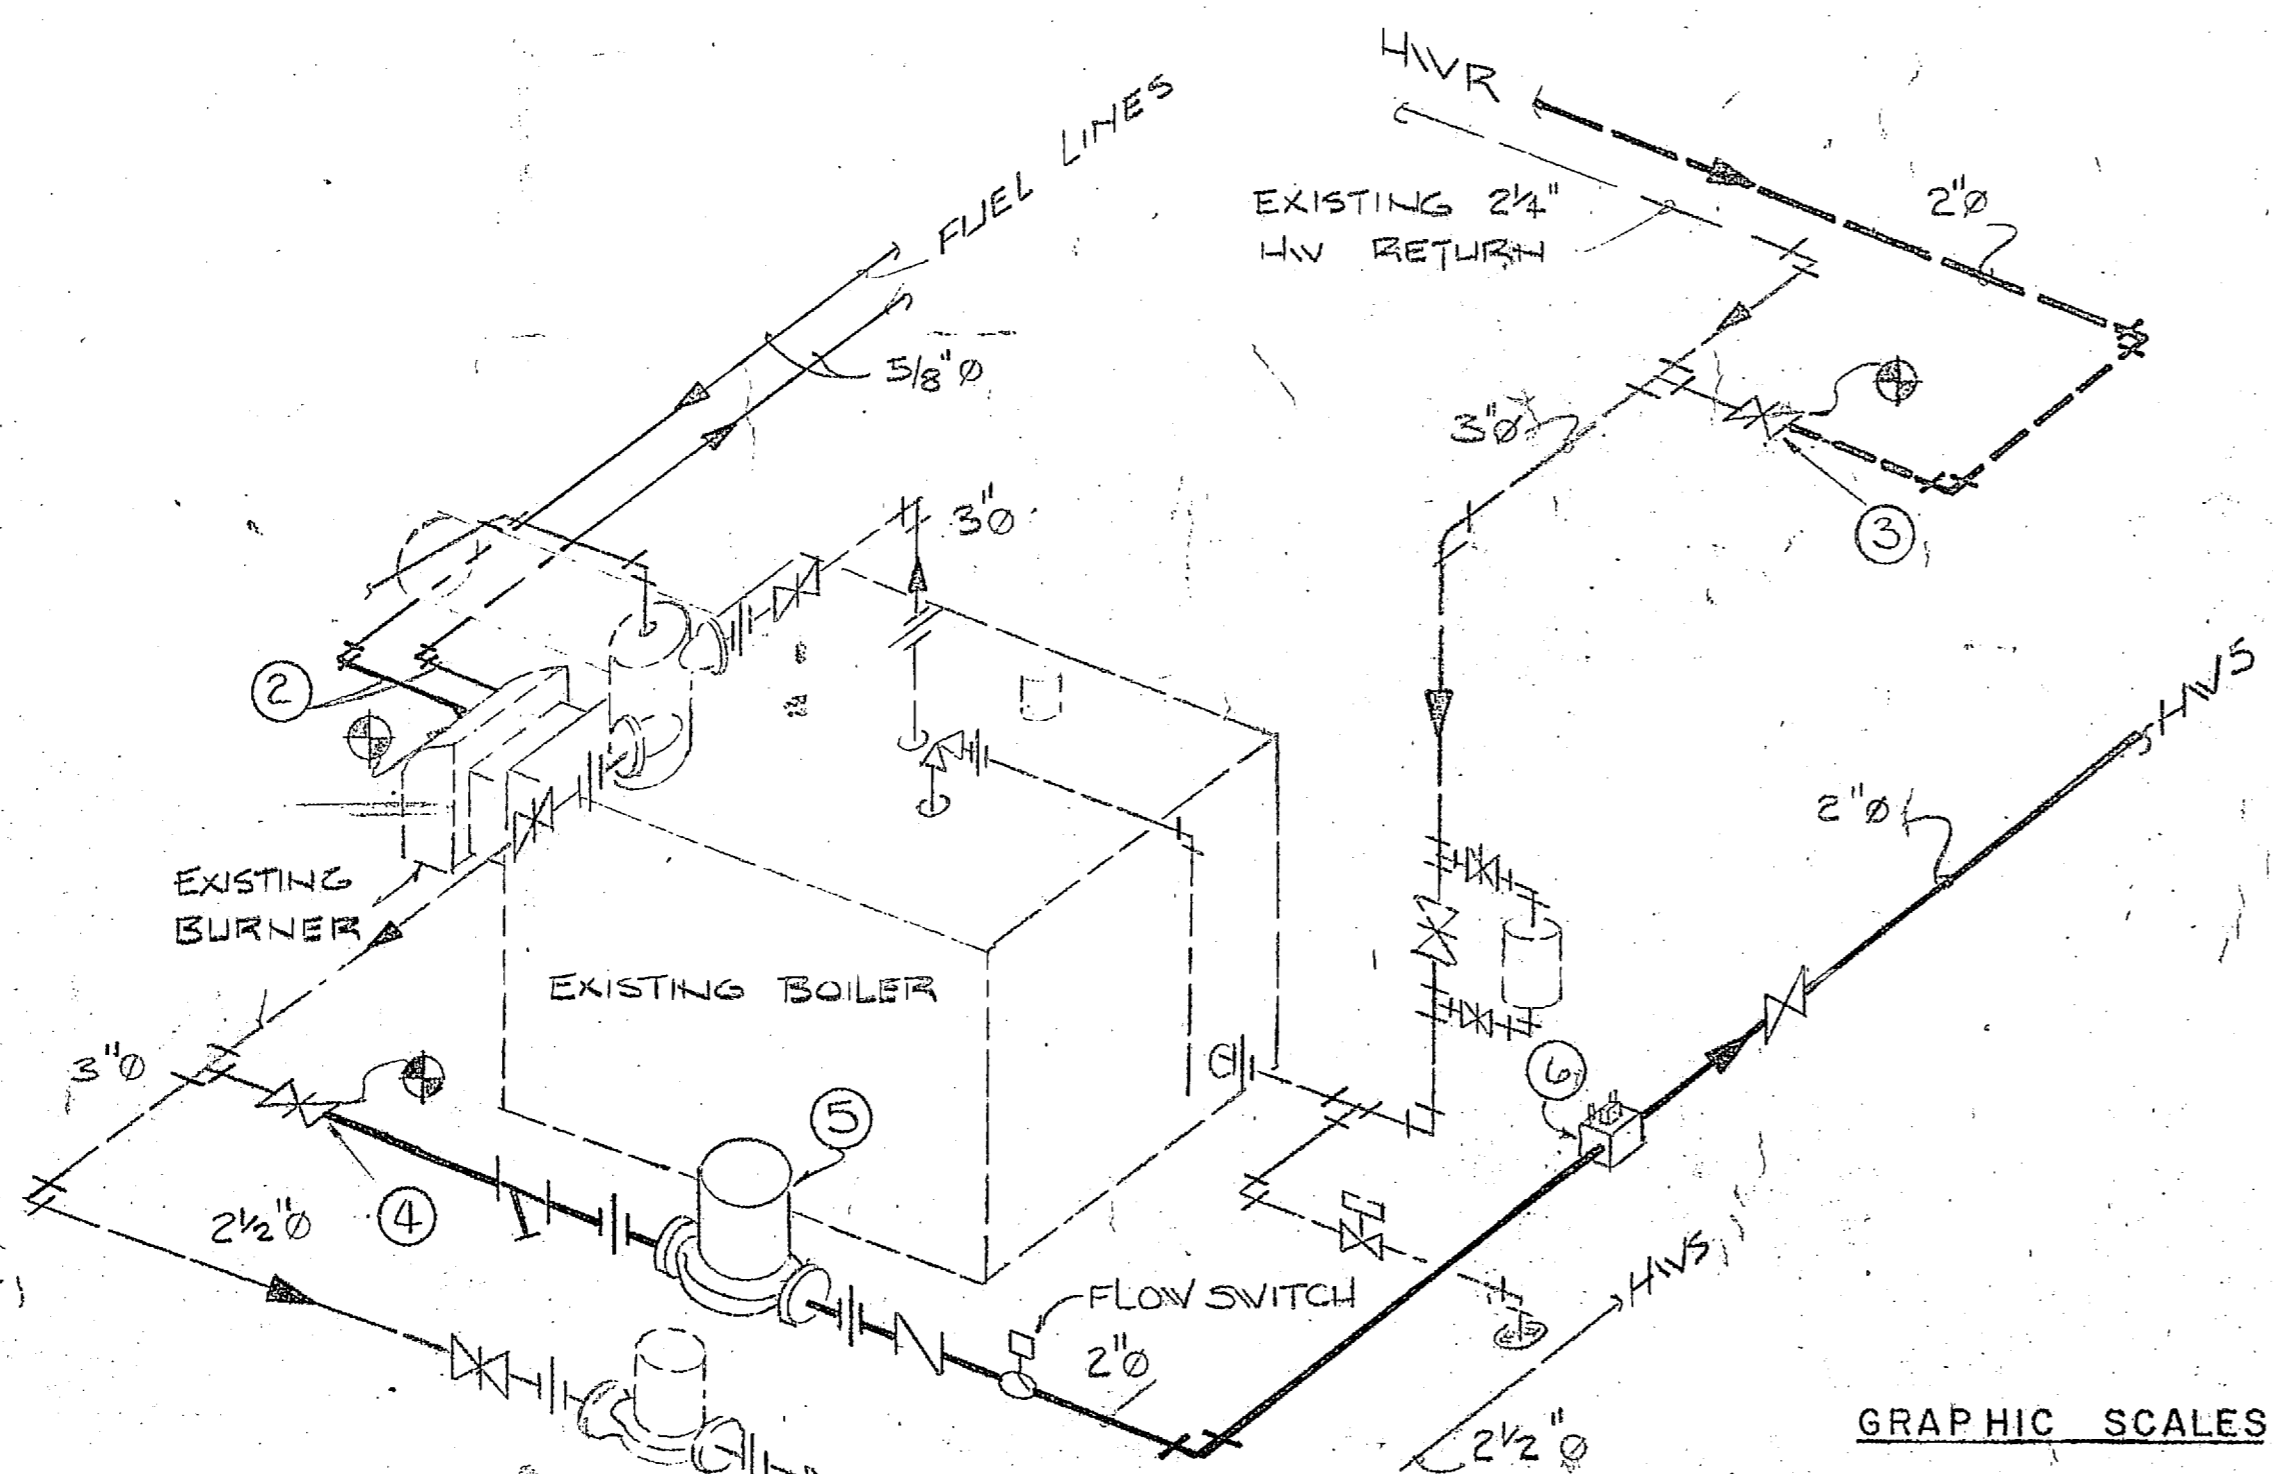 HWR
FUEL LINES
EXISTING 2¼"
HW RETURN
2"Ø
5/8"Ø
3"Ø
3"Ø
3
2
HWS
2"Ø
EXISTING
BURNER
EXISTING BOILER
3"Ø
6
5
4
2½"Ø
FLOW SWITCH
2"Ø
HWS
2½"Ø
GRAPHIC SCALES